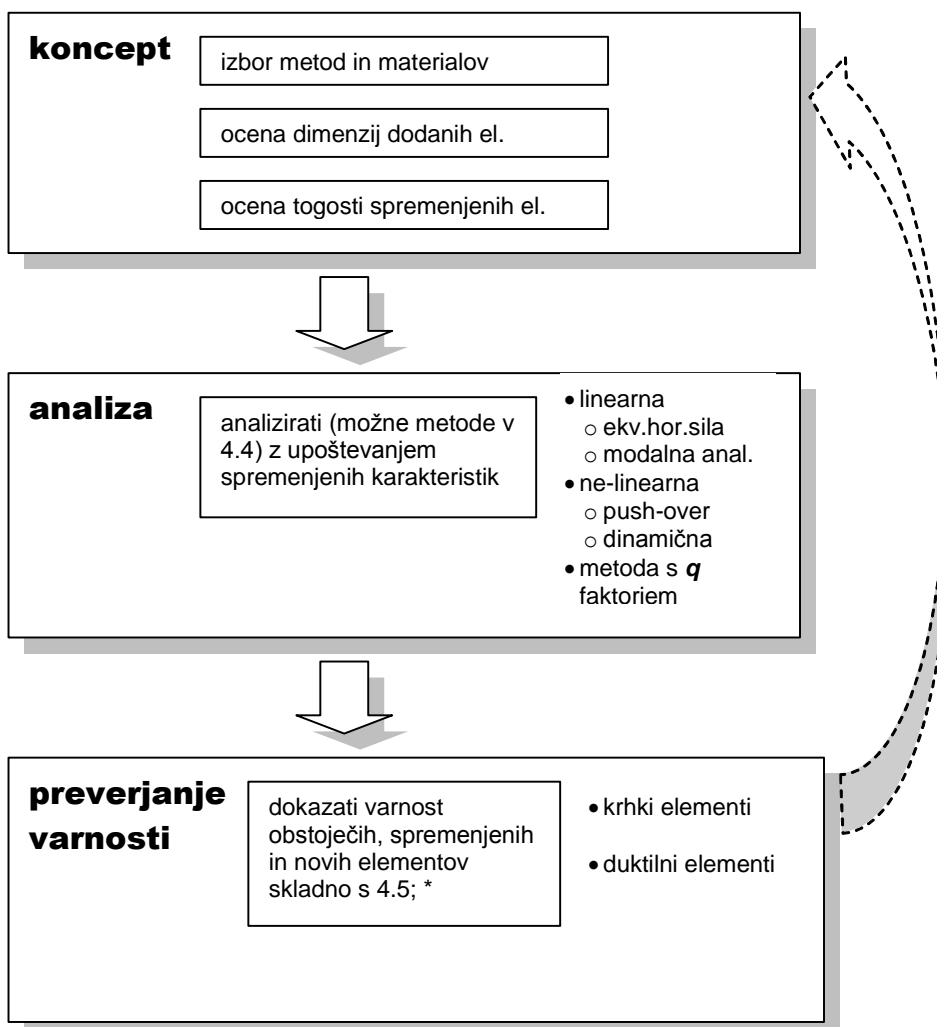 koncept
izbor metod in materialov
ocena dimenzij dodanih el.
ocena togosti spremenjenih el.
analiza
analizirati (možne metode v
4.4) z upoštevanjem
spremenjenih karakteristik
• linearna
o ekv.hor.sila
o modalna anal.
• ne-linearna
o push-over
o dinamična
• metoda s q
faktorjem
preverjanje
varnosti
dokazati varnost
obstoječih, spremenjenih
in novih elementov
skladno s 4.5; *
• krhki elementi
• duktilni elementi